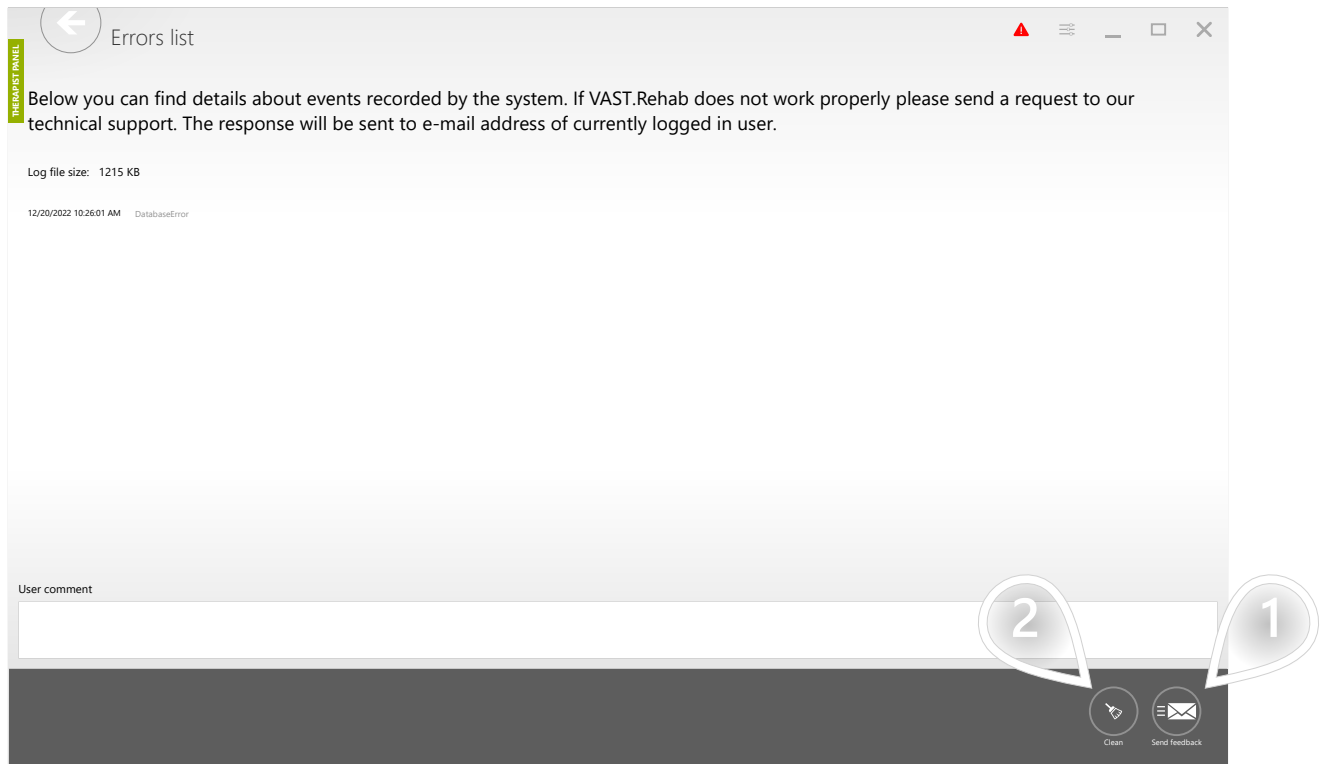 Errors list
THERAPIST PANEL
Below you can find details about events recorded by the system. If VAST.Rehab does not work properly please send a request to our
technical support. The response will be sent to e-mail address of currently logged in user.
Log file size: 1215 KB
12/20/2022 10:26:01 AM DatabaseError
User comment
2
1
Clean
Send feedback